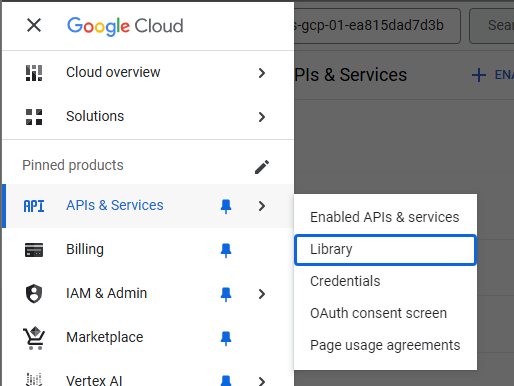 Google Cloud
s-gcp-01-ea815dad7d3b
Sear
Cloud overview
PIs & Services
+ ENA
Solutions
Pinned products
API APIs & Services
Enabled APIs & services
Library
Credentials
OAuth consent screen
Page usage agreements
Billing
IAM & Admin
Marketplace
Vertex AI